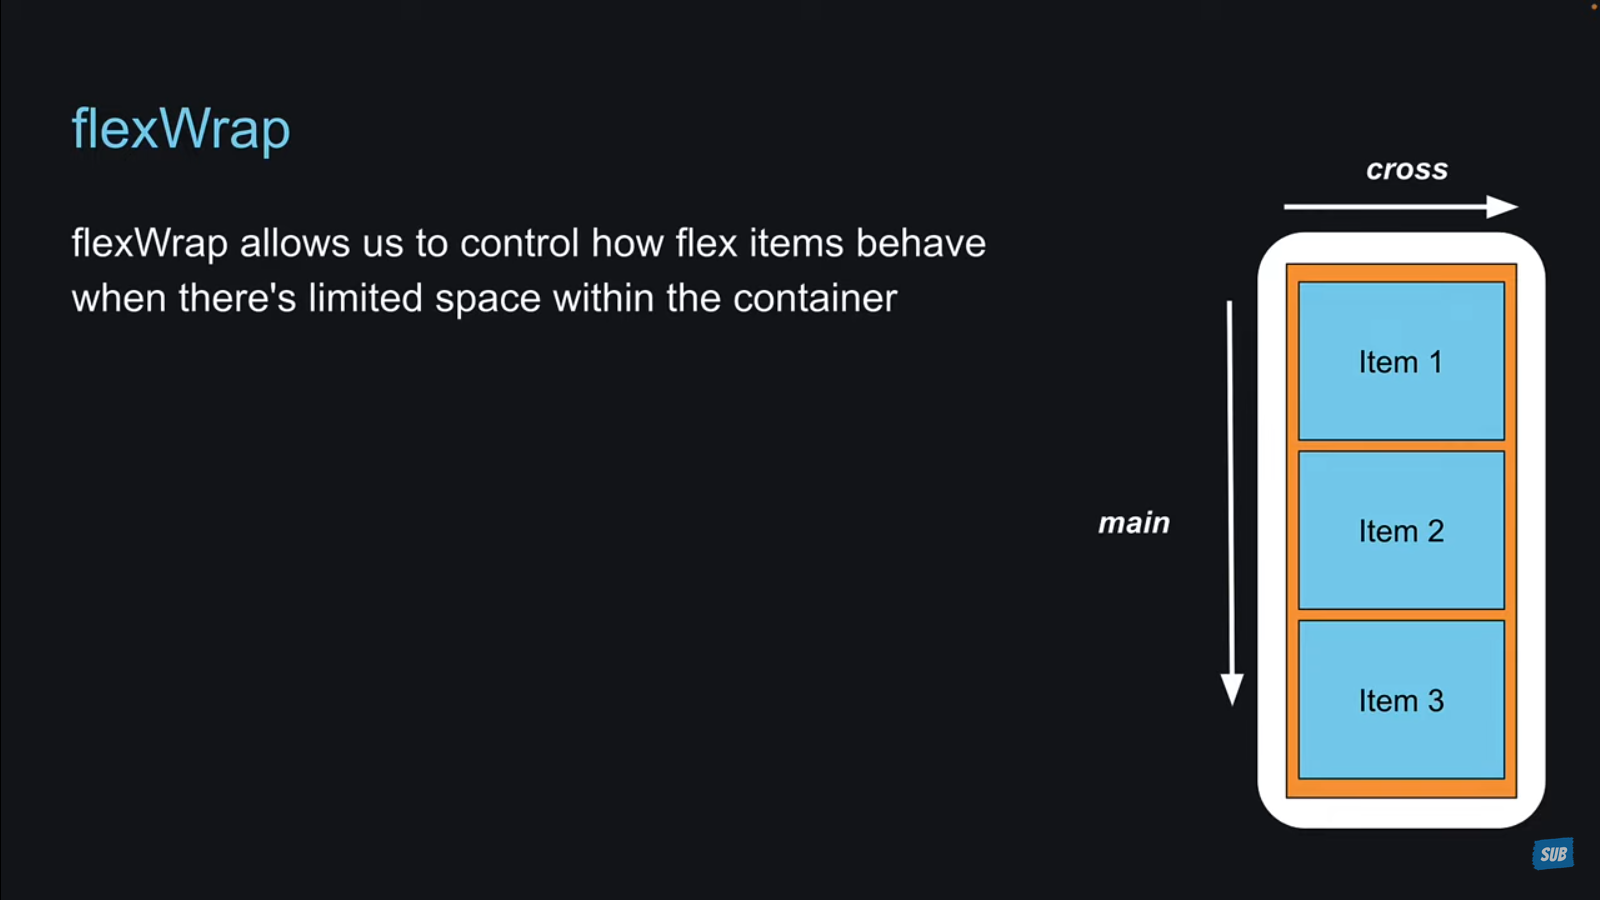 flexWrap
flexWrap allows us to control how flex items behave
when there's limited space within the container
cross
main
Item 1
Item 2
Item 3
SUB